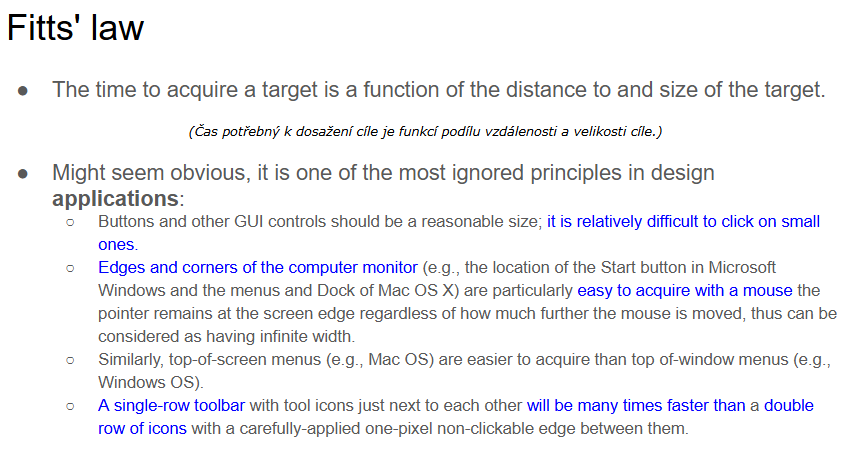 Fitts' law
● The time to acquire a target is a function of the distance to and size of the target.
(Čas potřebný k dosažení cíle je funkcí podílu vzdálenosti a velikosti cíle.)
● Might seem obvious, it is one of the most ignored principles in design
applications:
○ Buttons and other GUI controls should be a reasonable size; it is relatively difficult to click on small
ones.
○ Edges and corners of the computer monitor (e.g., the location of the Start button in Microsoft
Windows and the menus and Dock of Mac OS X) are particularly easy to acquire with a mouse the
pointer remains at the screen edge regardless of how much further the mouse is moved, thus can be
considered as having infinite width.
○ Similarly, top-of-screen menus (e.g., Mac OS) are easier to acquire than top of-window menus (e.g.,
Windows OS).
○ A single-row toolbar with tool icons just next to each other will be many times faster than a double
row of icons with a carefully-applied one-pixel non-clickable edge between them.